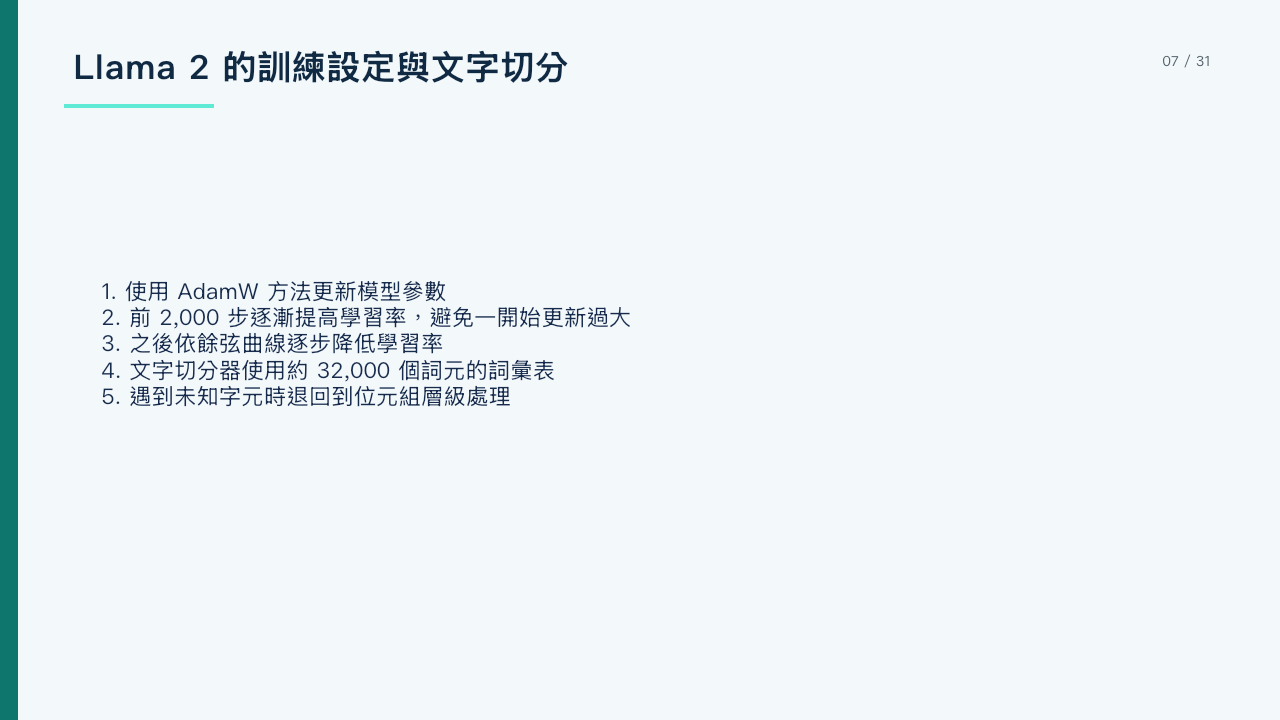 Llama 2 的訓練設定與文字切分
07 / 31
1. 使用 AdamW 方法更新模型參數
2. 前 2,000 步逐漸提高學習率，避免一開始更新過大
3. 之後依餘弦曲線逐步降低學習率
4. 文字切分器使用約 32,000 個詞元的詞彙表
5. 遇到未知字元時退回到位元組層級處理